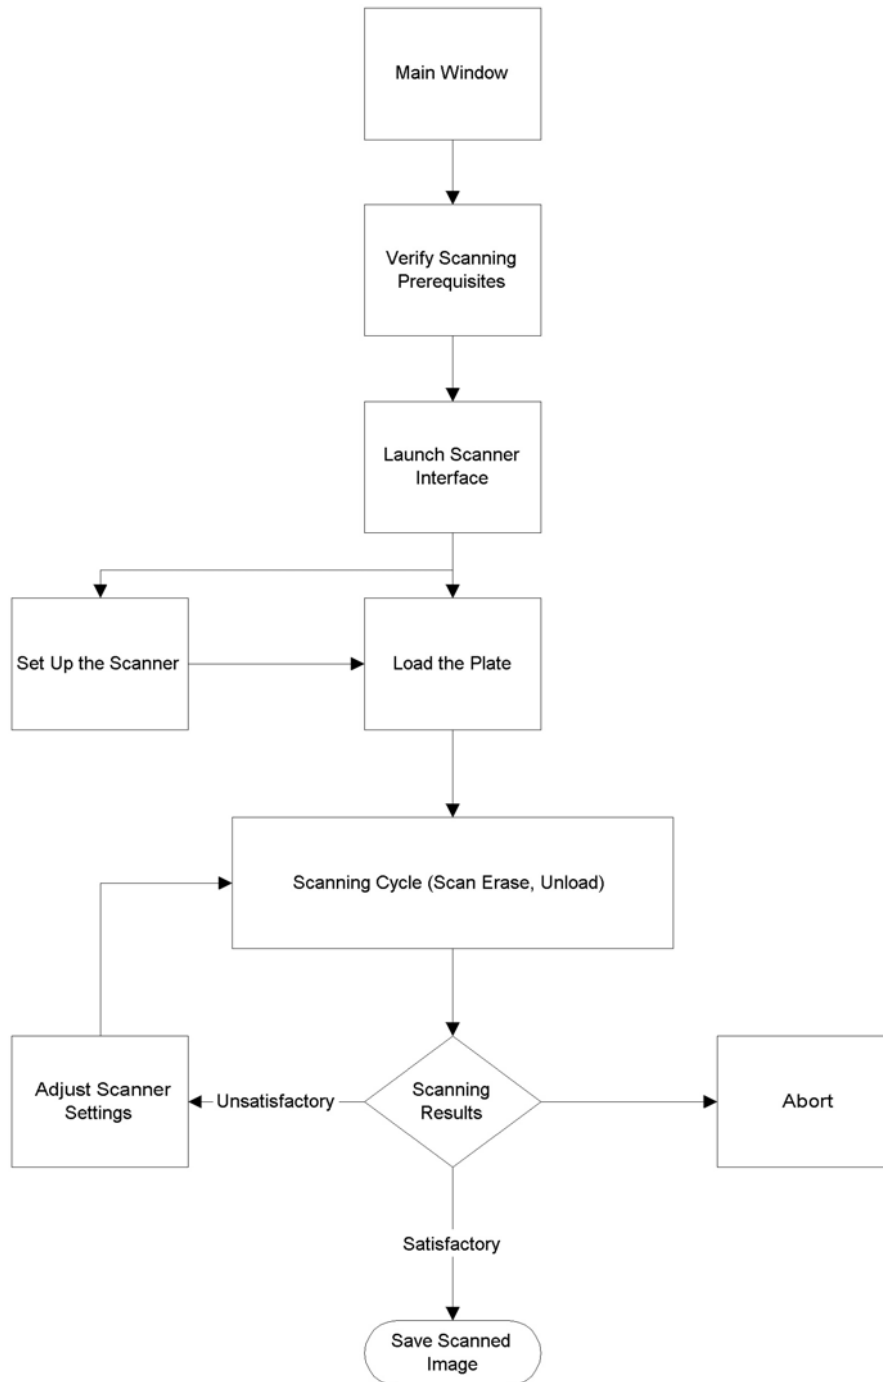 Main Window
Verify Scanning
Prerequisites
Launch Scanner
Interface
Set Up the Scanner
Load the Plate
Scanning Cycle (Scan Erase, Unload)
Adjust Scanner
Settings
Unsatisfactory
Scanning
Results
Abort
Satisfactory
Save Scanned
Image